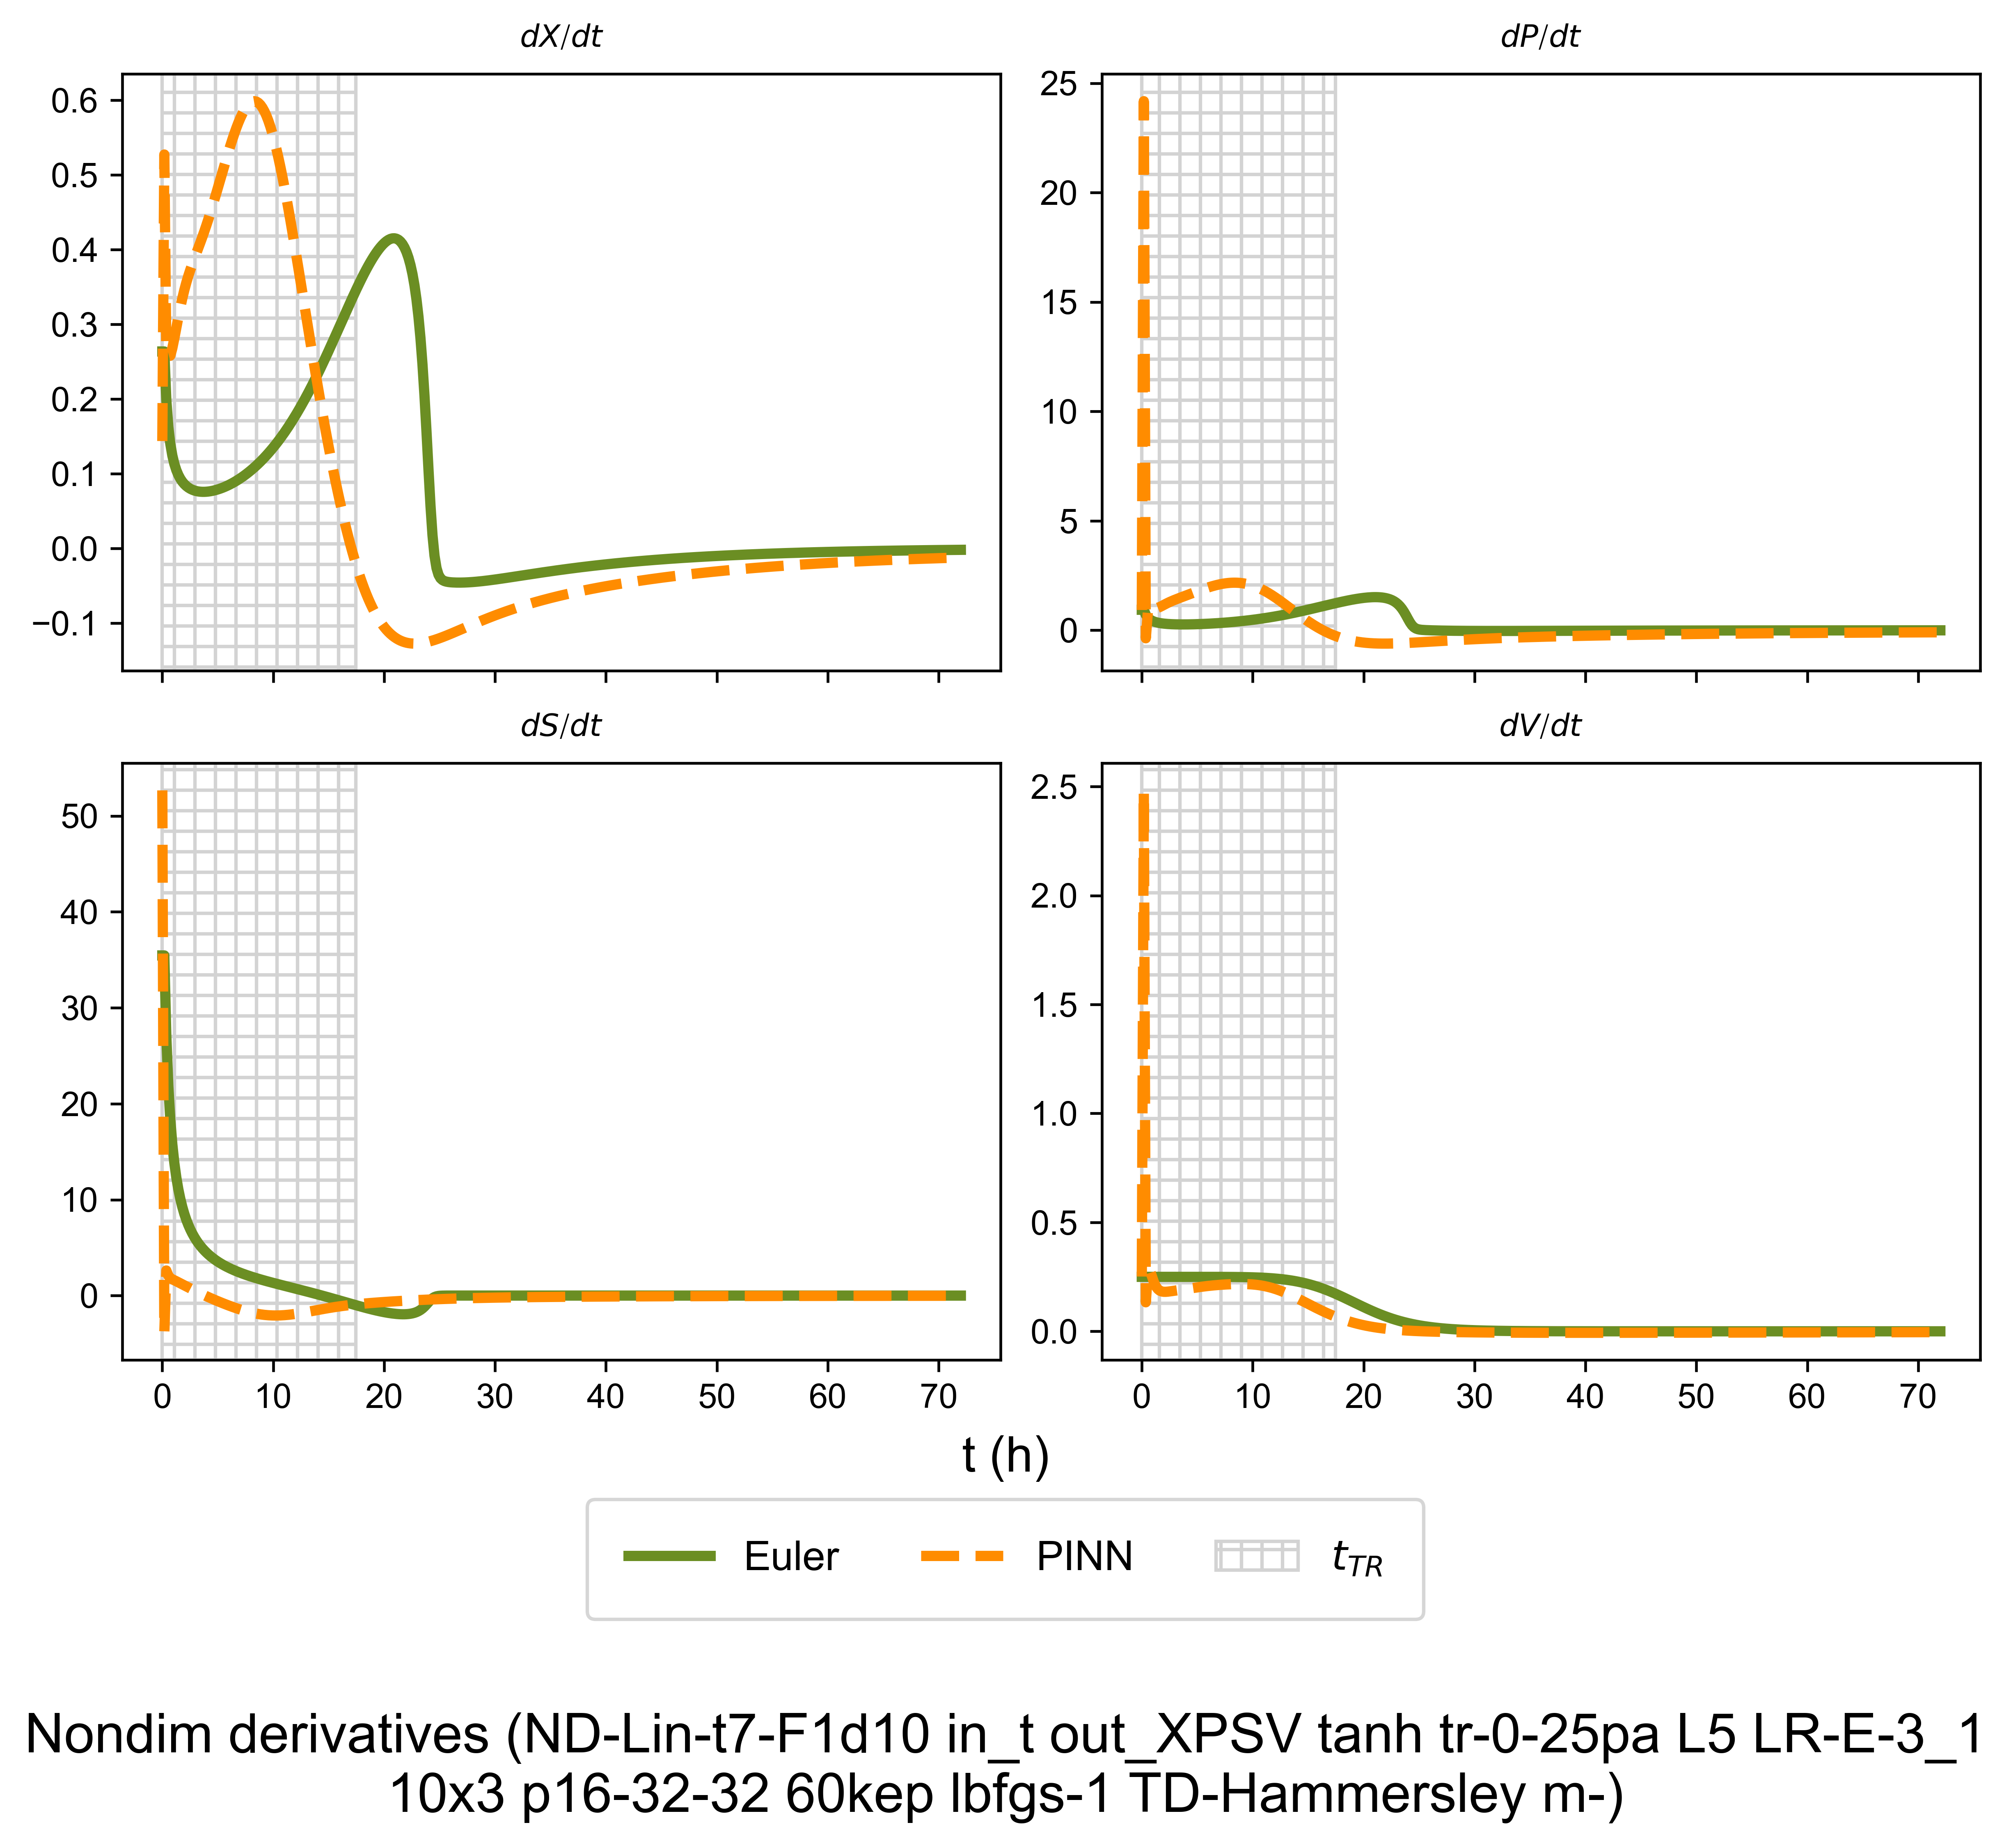 dX/dt
dP/dt
0.6
0.5
0.4
0.3
0.2
0.1
0.0
−0.1
25
20
15
10
5
0
dS/dt
dV/dt
50
40
30
20
10
0
2.5
2.0
1.5
1.0
0.5
0.0
0 10 20 30 40 50 60 70
0 10 20 30 40 50 60 70
t (h)
Euler PINN t_TR
Nondim derivatives (ND-Lin-t7-F1d10 in_t out_XPSV tanh tr-0-25pa L5 LR-E-3_1
10x3 p16-32-32 60kep lbfgs-1 TD-Hammersley m-)